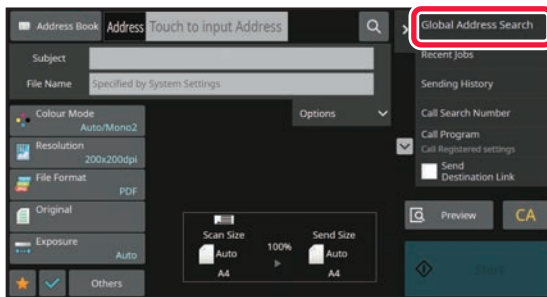 Address Book
Address
Touch to input Address
Global Address Search
Subject
Recent Jobs
File Name
Specified by System Settings
Sending History
Colour Mode
Auto/Mono2
Options
Call Search Number
Resolution
200x200dpi
Call Program
Call Registered settings
File Format
PDF
Send
Destination Link
Original
Preview
CA
Exposure
Auto
Scan Size
Auto
A4
100%
Send Size
Auto
A4
Start
Others